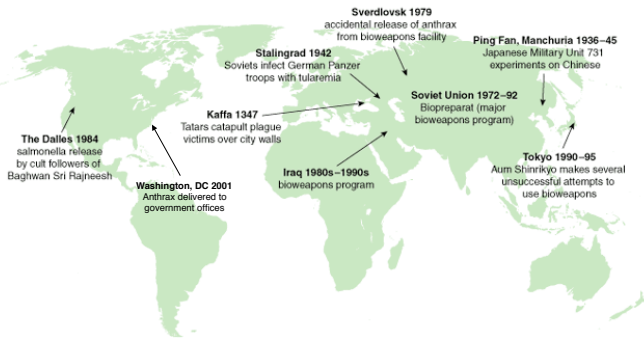 Sverdlovsk 1979
accidental release of anthrax
from bioweapons facility
Ping Fan, Manchuria 1936–45
Japanese Military Unit 731
experiments on Chinese
Stalingrad 1942
Soviets infect German Panzer
troops with tularemia
Soviet Union 1972–92
Biopreparat (major
bioweapons program)
Kaffa 1347
Tatars catapult plague
victims over city walls
The Dalles 1984
salmonella release
by cult followers of
Baghwan Sri Rajneesh
Washington, DC 2001
Anthrax delivered to
government offices
Iraq 1980s–1990s
bioweapons program
Tokyo 1990–95
Aum Shinrikyo makes several
unsuccessful attempts to
use bioweapons